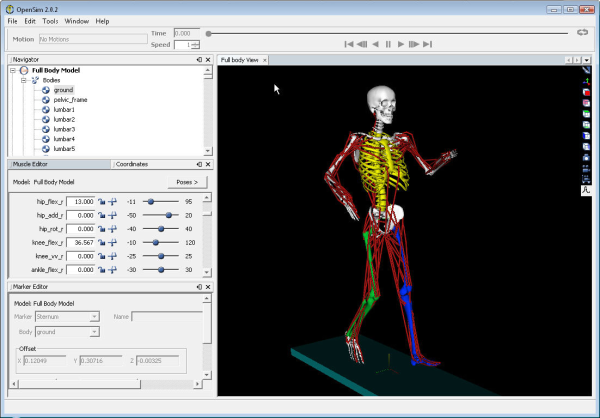 OpenSim 2.0.2
File Edit Tools Window Help
Motion No Motions Time 0.000
Speed 1
Navigator
Full body View
Full Body Model
Bodies
ground
pelvic_frame
lumbar1
lumbar2
lumbar3
lumbar4
lumbar5
Muscle Editor Coordinates
Model: Full Body Model Poses >
hip_flex_r 13.000 -11 95
hip_add_r 0.000 -50 20
hip_rot_r 0.000 -40 40
knee_flex_r 36.567 -10 120
knee_vv_r 0.000 -25 25
ankle_flex_r 0.000 -30 30
Marker Editor
Model: Full Body Model
Marker Sternum Name
Body ground
Offset
X 0.12049 Y 0.30716 Z -0.00325